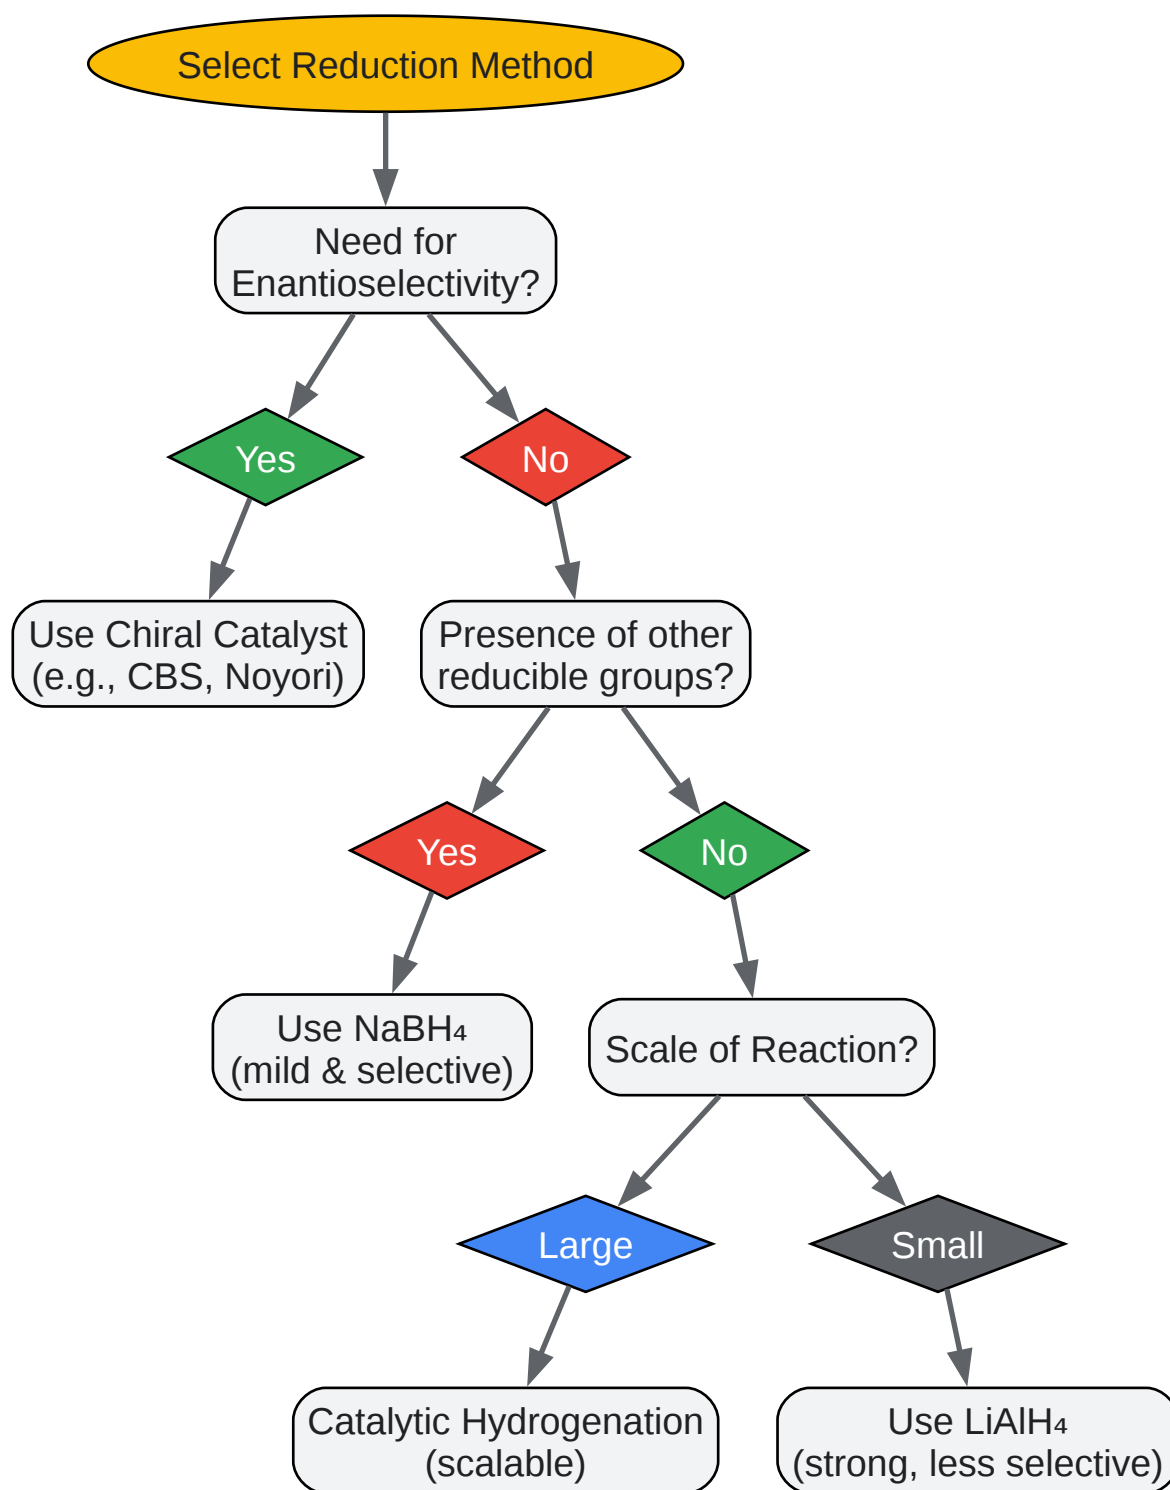 Select Reduction Method
Need for
Enantioselectivity?
Yes
No
Use Chiral Catalyst
(e.g., CBS, Noyori)
Presence of other
reducible groups?
Yes
No
Use NaBH₄
(mild & selective)
Scale of Reaction?
Large
Small
Catalytic Hydrogenation
(scalable)
Use LiAlH₄
(strong, less selective)